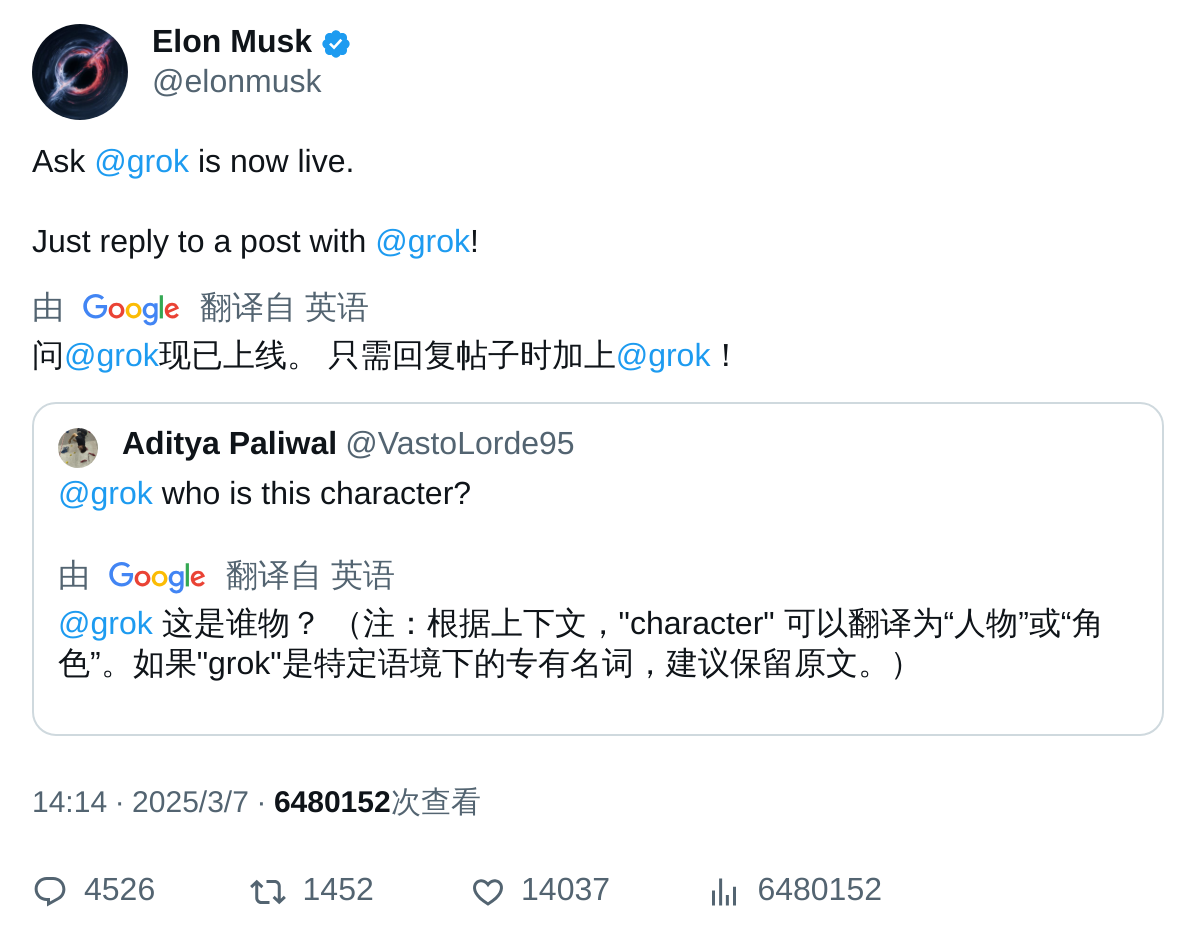 Elon Musk
@elonmusk
Ask @grok is now live.
Just reply to a post with @grok!
由 Google 翻译自 英语
问@grok现已上线。 只需回复帖子时加上@grok！
Aditya Paliwal @VastoLorde95
@grok who is this character?
由 Google 翻译自 英语
@grok 这是谁物？ （注：根据上下文，"character" 可以翻译为“人物”或“角
色”。如果"grok"是特定语境下的专有名词，建议保留原文。）
14:14 · 2025/3/7 · 6480152次查看
4526 1452 14037 6480152